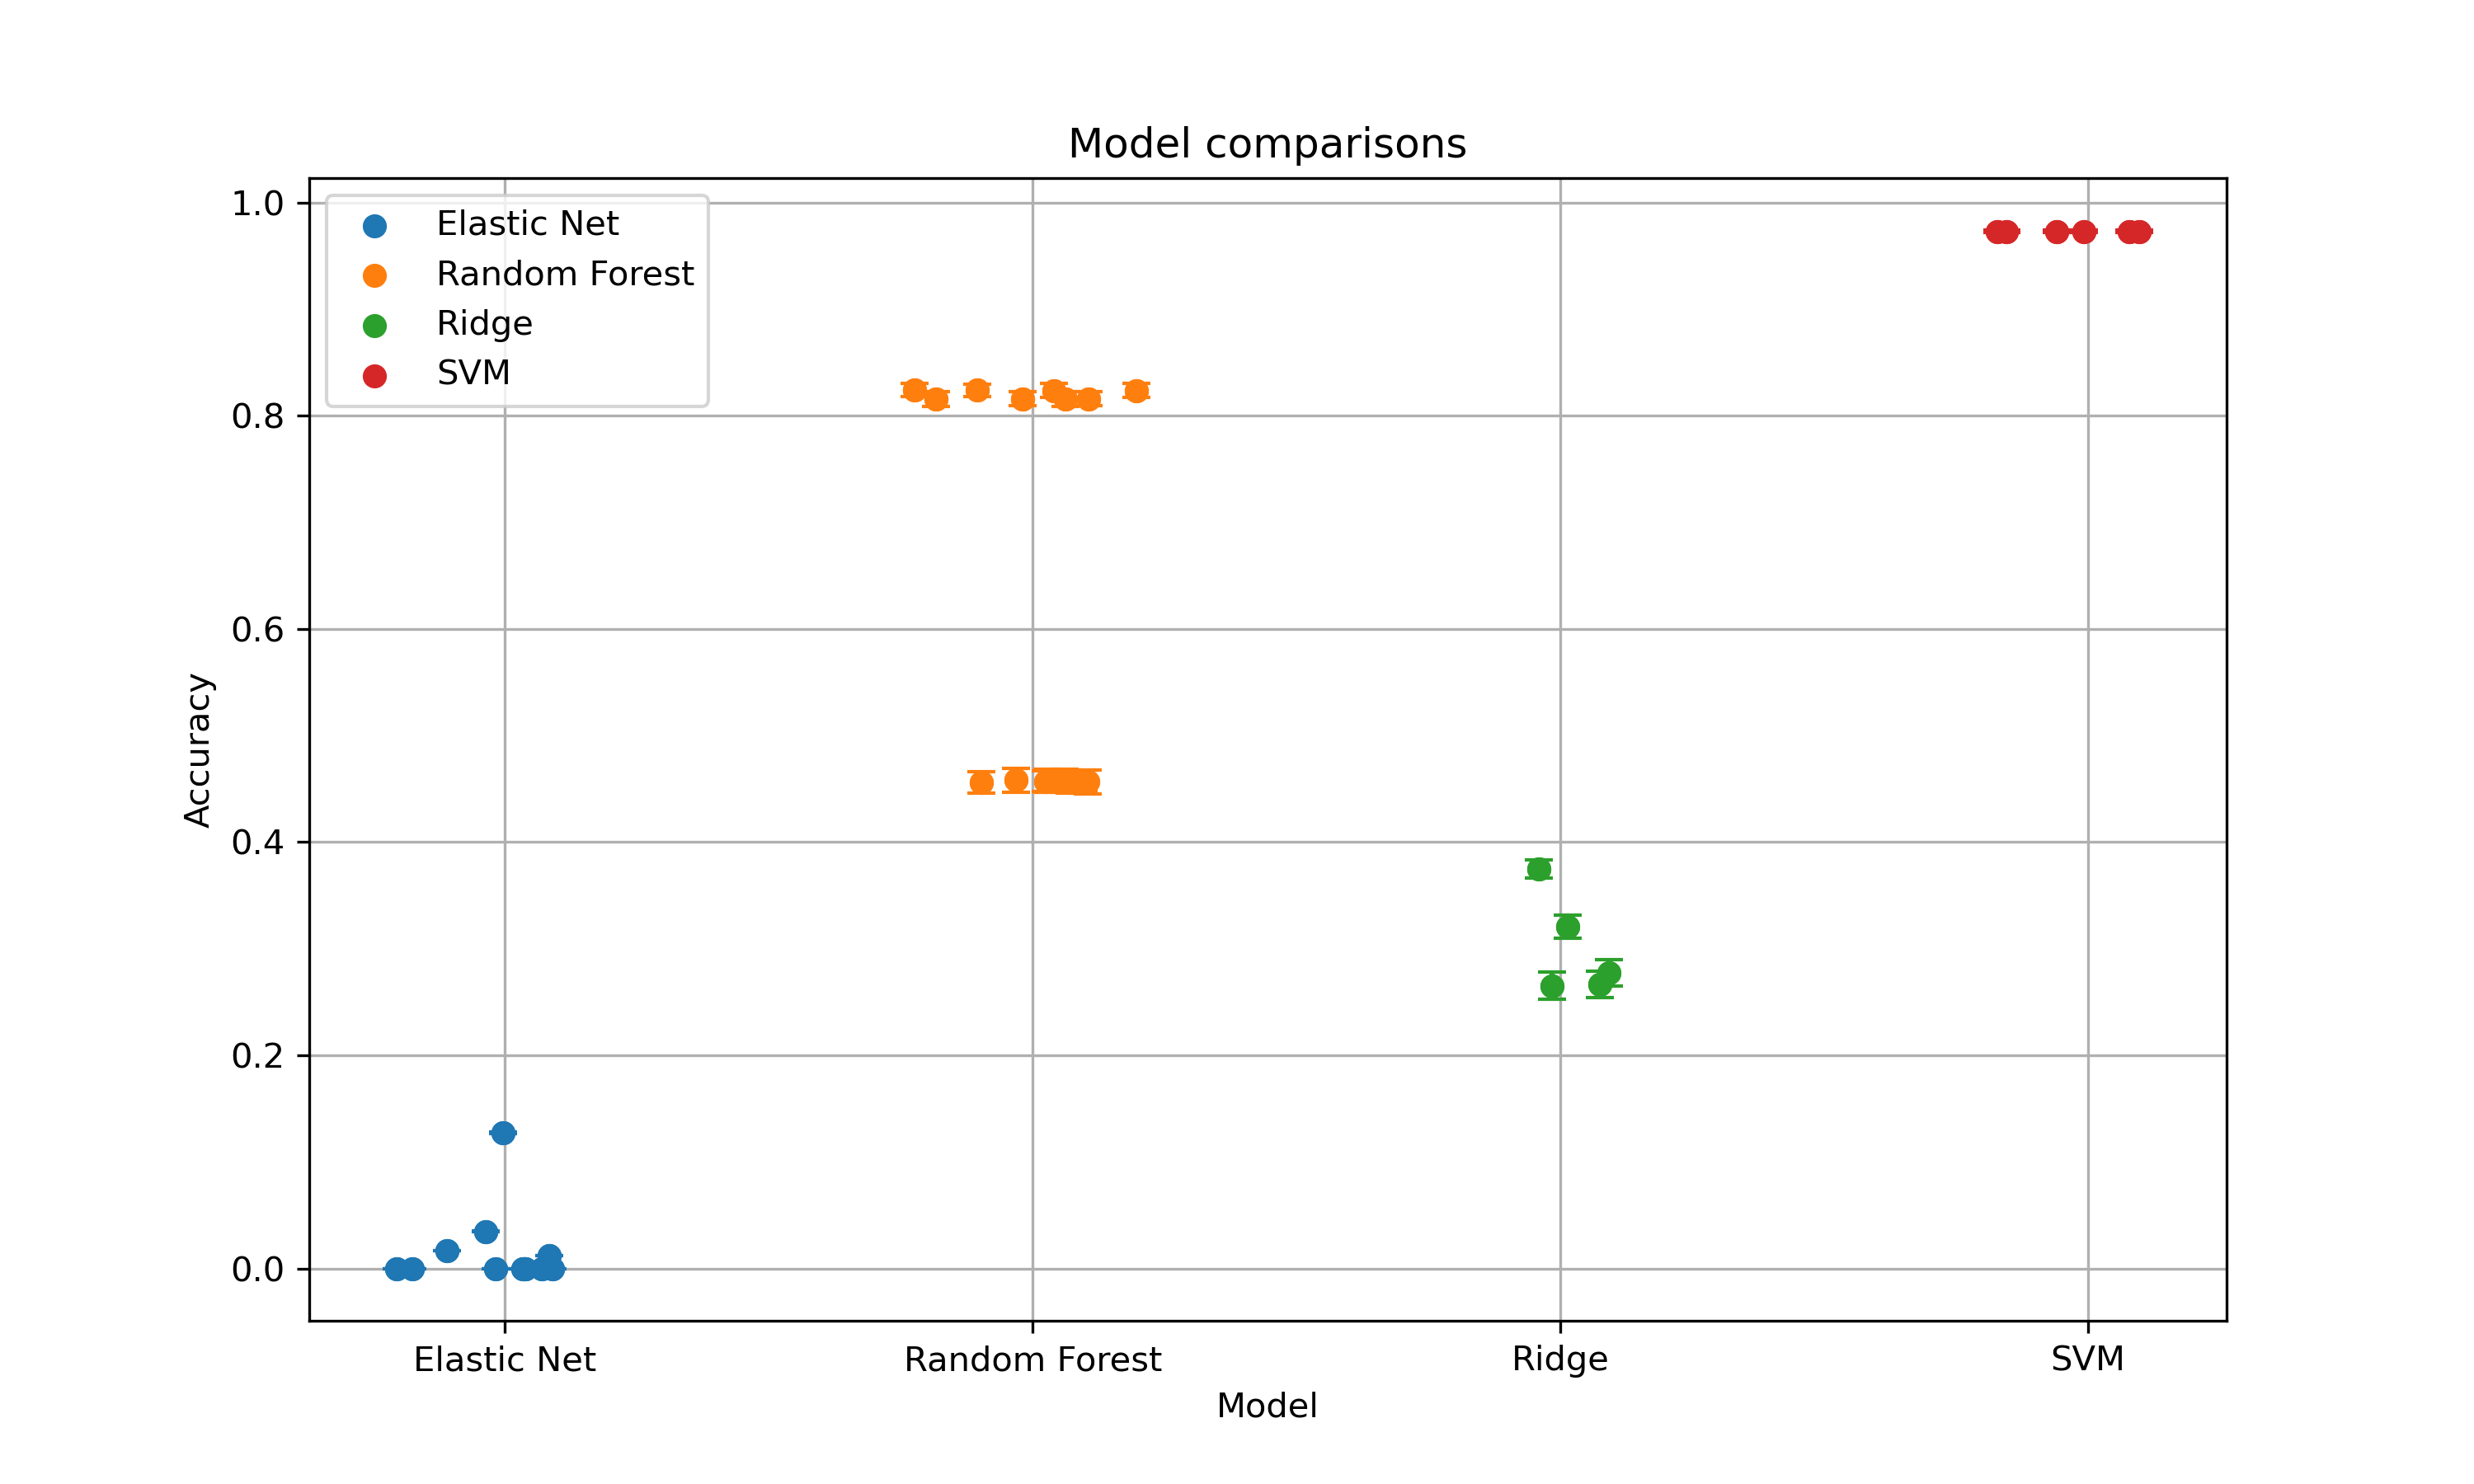 Model comparisons
1.0
0.8
0.6
0.4
0.2
0.0
Accuracy
Elastic Net
Random Forest
Ridge
SVM
Elastic Net
Random Forest
Ridge
SVM
Model